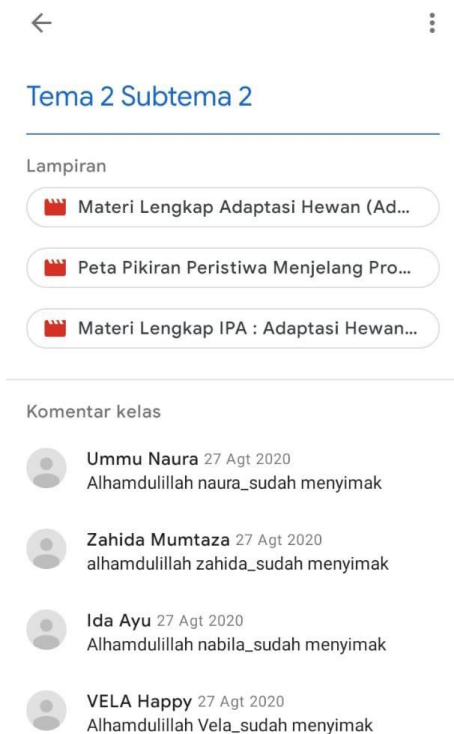 Tema 2 Subtema 2
Lampiran
Materi Lengkap Adaptasi Hewan (Ad...
Peta Pikiran Peristiwa Menjelang Pro...
Materi Lengkap IPA : Adaptasi Hewan...
Komentar kelas
Ummu Naura 27 Agt 2020
Alhamdulillah naura_sudah menyimak
Zahida Mumtaza 27 Agt 2020
alhamdulillah zahida_sudah menyimak
Ida Ayu 27 Agt 2020
Alhamdulillah nabila_sudah menyimak
VELA Happy 27 Agt 2020
Alhamdulillah Vela_sudah menyimak